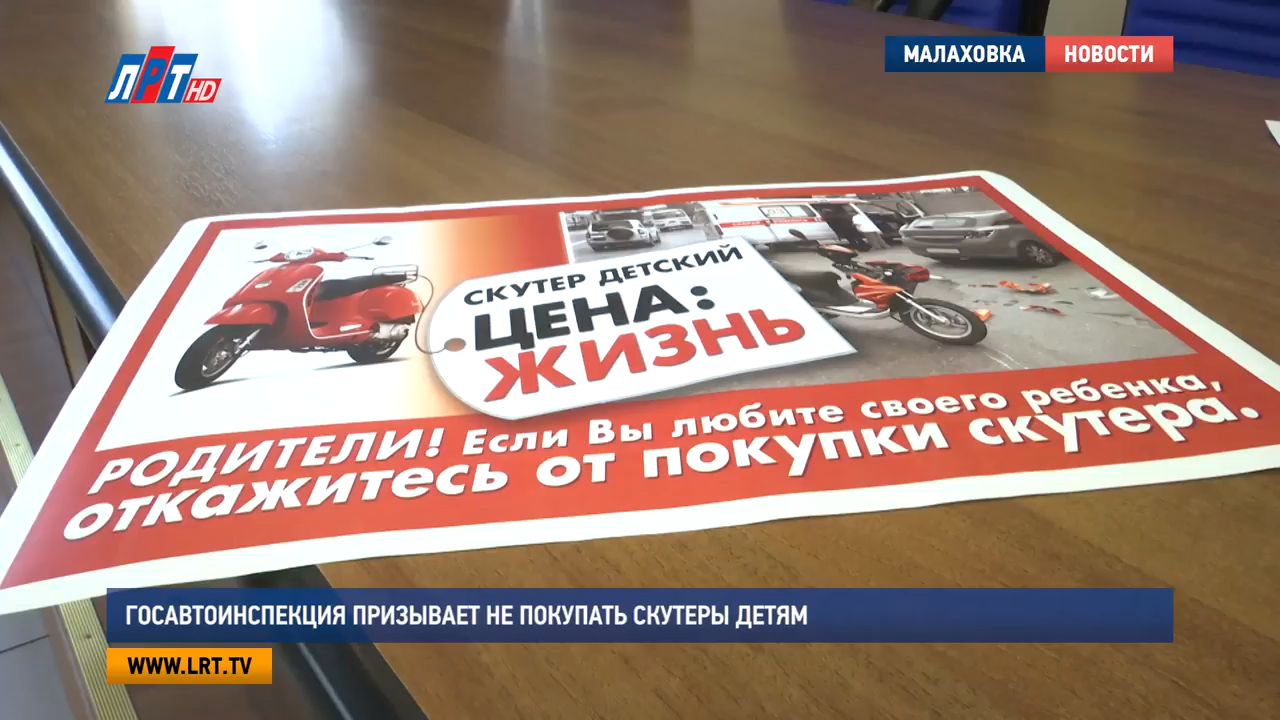 ЛРТ HD
МАЛАХОВКА НОВОСТИ
СКУТЕР ДЕТСКИЙ
ЦЕНА:
ЖИЗНЬ
РОДИТЕЛИ! Если Вы любите своего ребенка,
откажитесь от покупки скутера.
ГОСАВТОИНСПЕКЦИЯ ПРИЗЫВАЕТ НЕ ПОКУПАТЬ СКУТЕРЫ ДЕТЯМ
WWW.LRT.TV